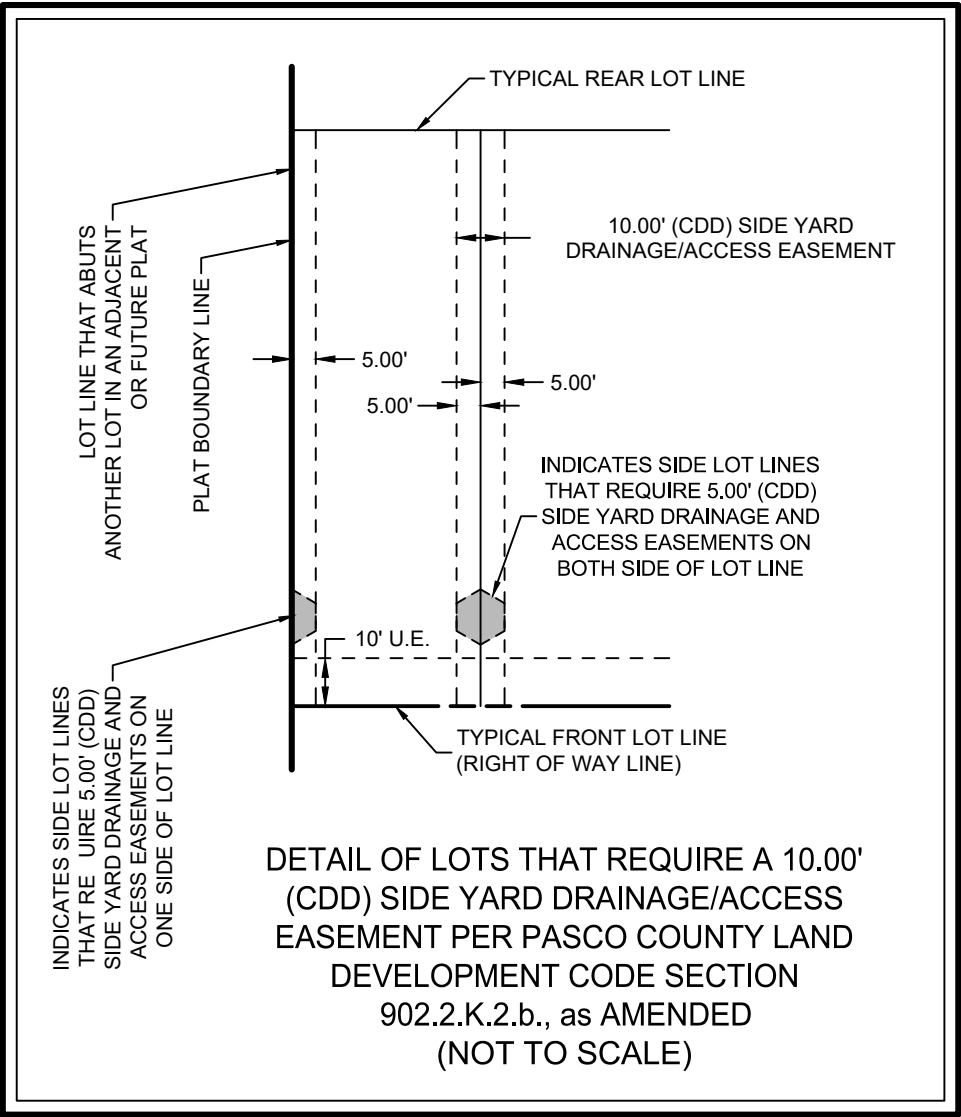 TYPICAL REAR LOT LINE
LOT LINE THAT ABUTS
ANOTHER LOT IN AN ADJACENT
OR FUTURE PLAT
PLAT BOUNDARY LINE
10.00' (CDD) SIDE YARD
DRAINAGE/ACCESS EASEMENT
5.00'
5.00'
5.00'
INDICATES SIDE LOT LINES
THAT REQUIRE 5.00' (CDD)
SIDE YARD DRAINAGE AND
ACCESS EASEMENTS ON
BOTH SIDE OF LOT LINE
10' U.E.
INDICATES SIDE LOT LINES
THAT RE UIRE 5.00' (CDD)
SIDE YARD DRAINAGE AND
ACCESS EASEMENTS ON
ONE SIDE OF LOT LINE
TYPICAL FRONT LOT LINE
(RIGHT OF WAY LINE)
DETAIL OF LOTS THAT REQUIRE A 10.00'
(CDD) SIDE YARD DRAINAGE/ACCESS
EASEMENT PER PASCO COUNTY LAND
DEVELOPMENT CODE SECTION
902.2.K.2.b., as AMENDED
(NOT TO SCALE)